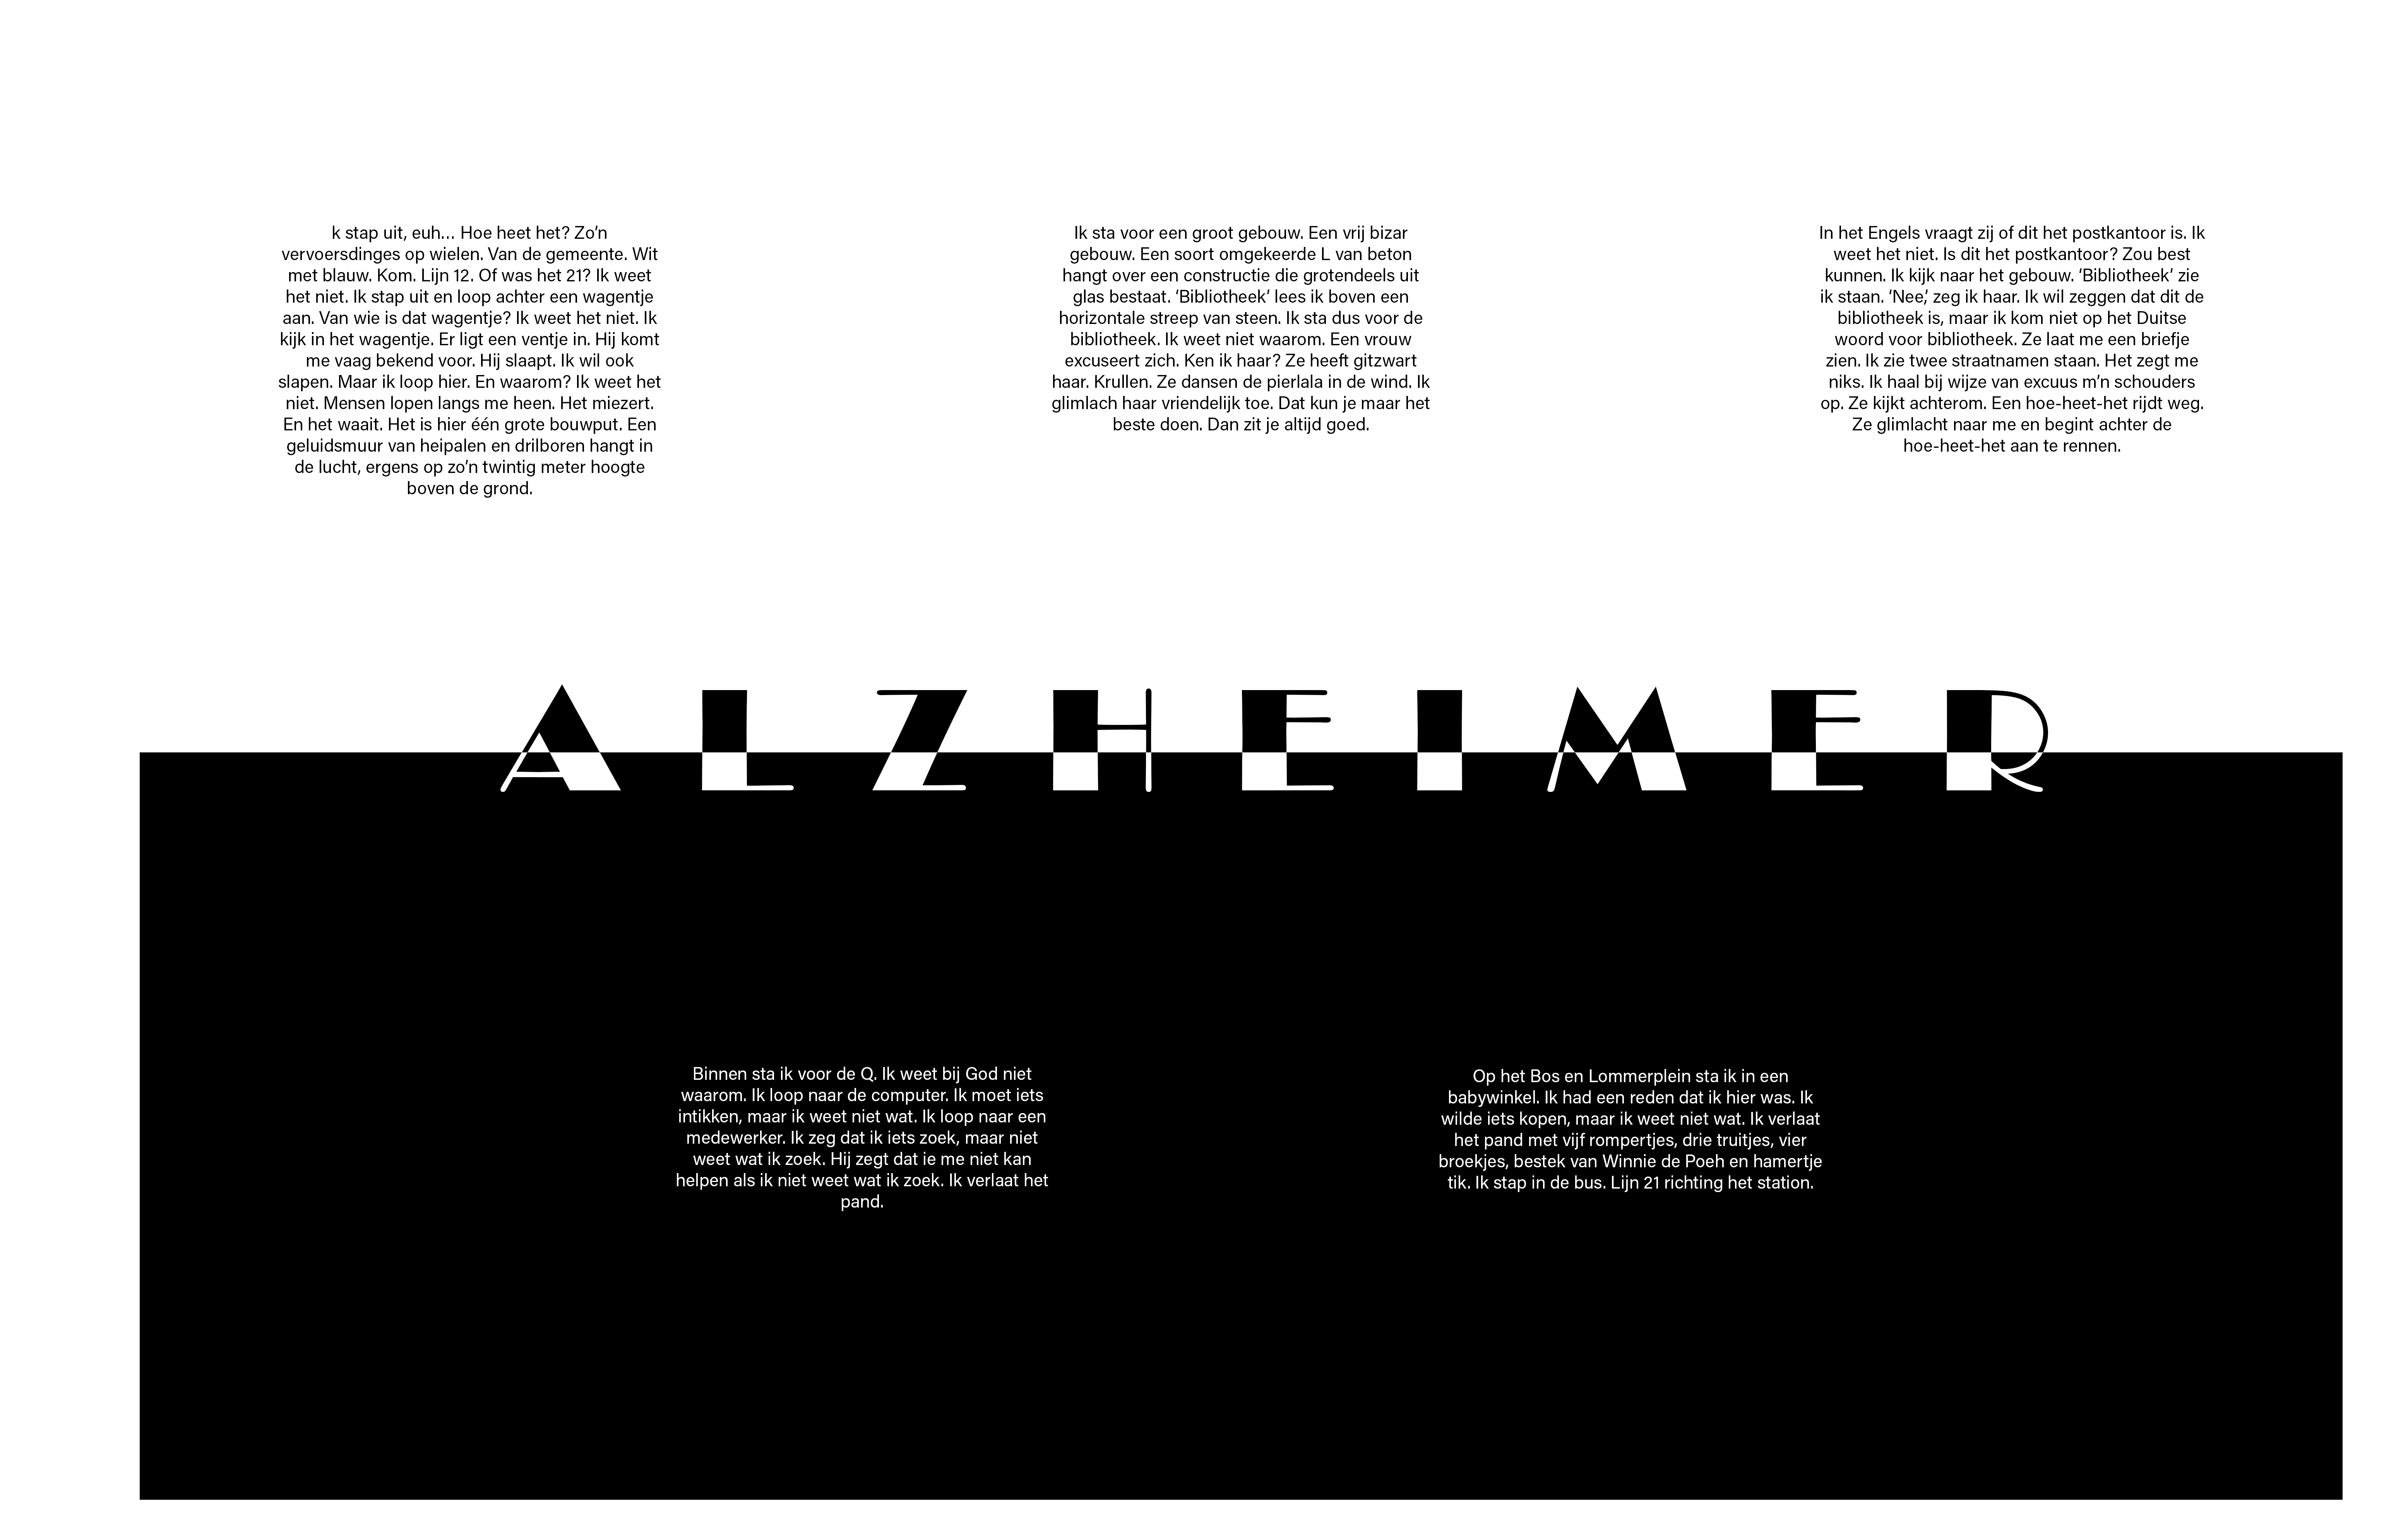 k stap uit, euh... Hoe heet het? Zo’n
vervoersdinges op wielen. Van de gemeente. Wit
met blauw. Kom. Lijn 12. Of was het 21? Ik weet
het niet. Ik stap uit en loop achter een wagentje
aan. Van wie is dat wagentje? Ik weet het niet. Ik
kijk in het wagentje. Er ligt een ventje in. Hij komt
me vaag bekend voor. Hij slaapt. Ik wil ook
slapen. Maar ik loop hier. En waarom? Ik weet het
niet. Mensen lopen langs me heen. Het miezert.
En het waait. Het is hier één grote bouwput. Een
geluidsmuur van heipalen en drilboren hangt in
de lucht, ergens op zo’n twintig meter hoogte
boven de grond.
Ik sta voor een groot gebouw. Een vrij bizar
gebouw. Een soort omgekeerde L van beton
hangt over een constructie die grotendeels uit
glas bestaat. ‘Bibliotheek’ lees ik boven een
horizontale streep van steen. Ik sta dus voor de
bibliotheek. Ik weet niet waarom. Een vrouw
excuseert zich. Ken ik haar? Ze heeft gitzwart
haar. Krullen. Ze dansen de pierlala in de wind. Ik
glimlach haar vriendelijk toe. Dat kun je maar het
beste doen. Dan zit je altijd goed.
In het Engels vraagt zij of dit het postkantoor is. Ik
weet het niet. Is dit het postkantoor? Zou best
kunnen. Ik kijk naar het gebouw. ‘Bibliotheek’ zie
ik staan. ‘Nee,’ zeg ik haar. Ik wil zeggen dat dit de
bibliotheek is, maar ik kom niet op het Duitse
woord voor bibliotheek. Ze laat me een briefje
zien. Ik zie twee straatnamen staan. Het zegt me
niks. Ik haal bij wijze van excuus m’n schouders
op. Ze kijkt achterom. Een hoe-heet-het rijdt weg.
Ze glimlacht naar me en begint achter de
hoe-heet-het aan te rennen.
ALZHEIMER
Binnen sta ik voor de Q. Ik weet bij God niet
waarom. Ik loop naar de computer. Ik moet iets
intikken, maar ik weet niet wat. Ik loop naar een
medewerker. Ik zeg dat ik iets zoek, maar niet
weet wat ik zoek. Hij zegt dat ie me niet kan
helpen als ik niet weet wat ik zoek. Ik verlaat het
pand.
Op het Bos en Lommerplein sta ik in een
babywinkel. Ik had een reden dat ik hier was. Ik
wilde iets kopen, maar ik weet niet wat. Ik verlaat
het pand met vijf rompertjes, drie truitjes, vier
broekjes, bestek van Winnie de Poeh en hamertje
tik. Ik stap in de bus. Lijn 21 richting het station.